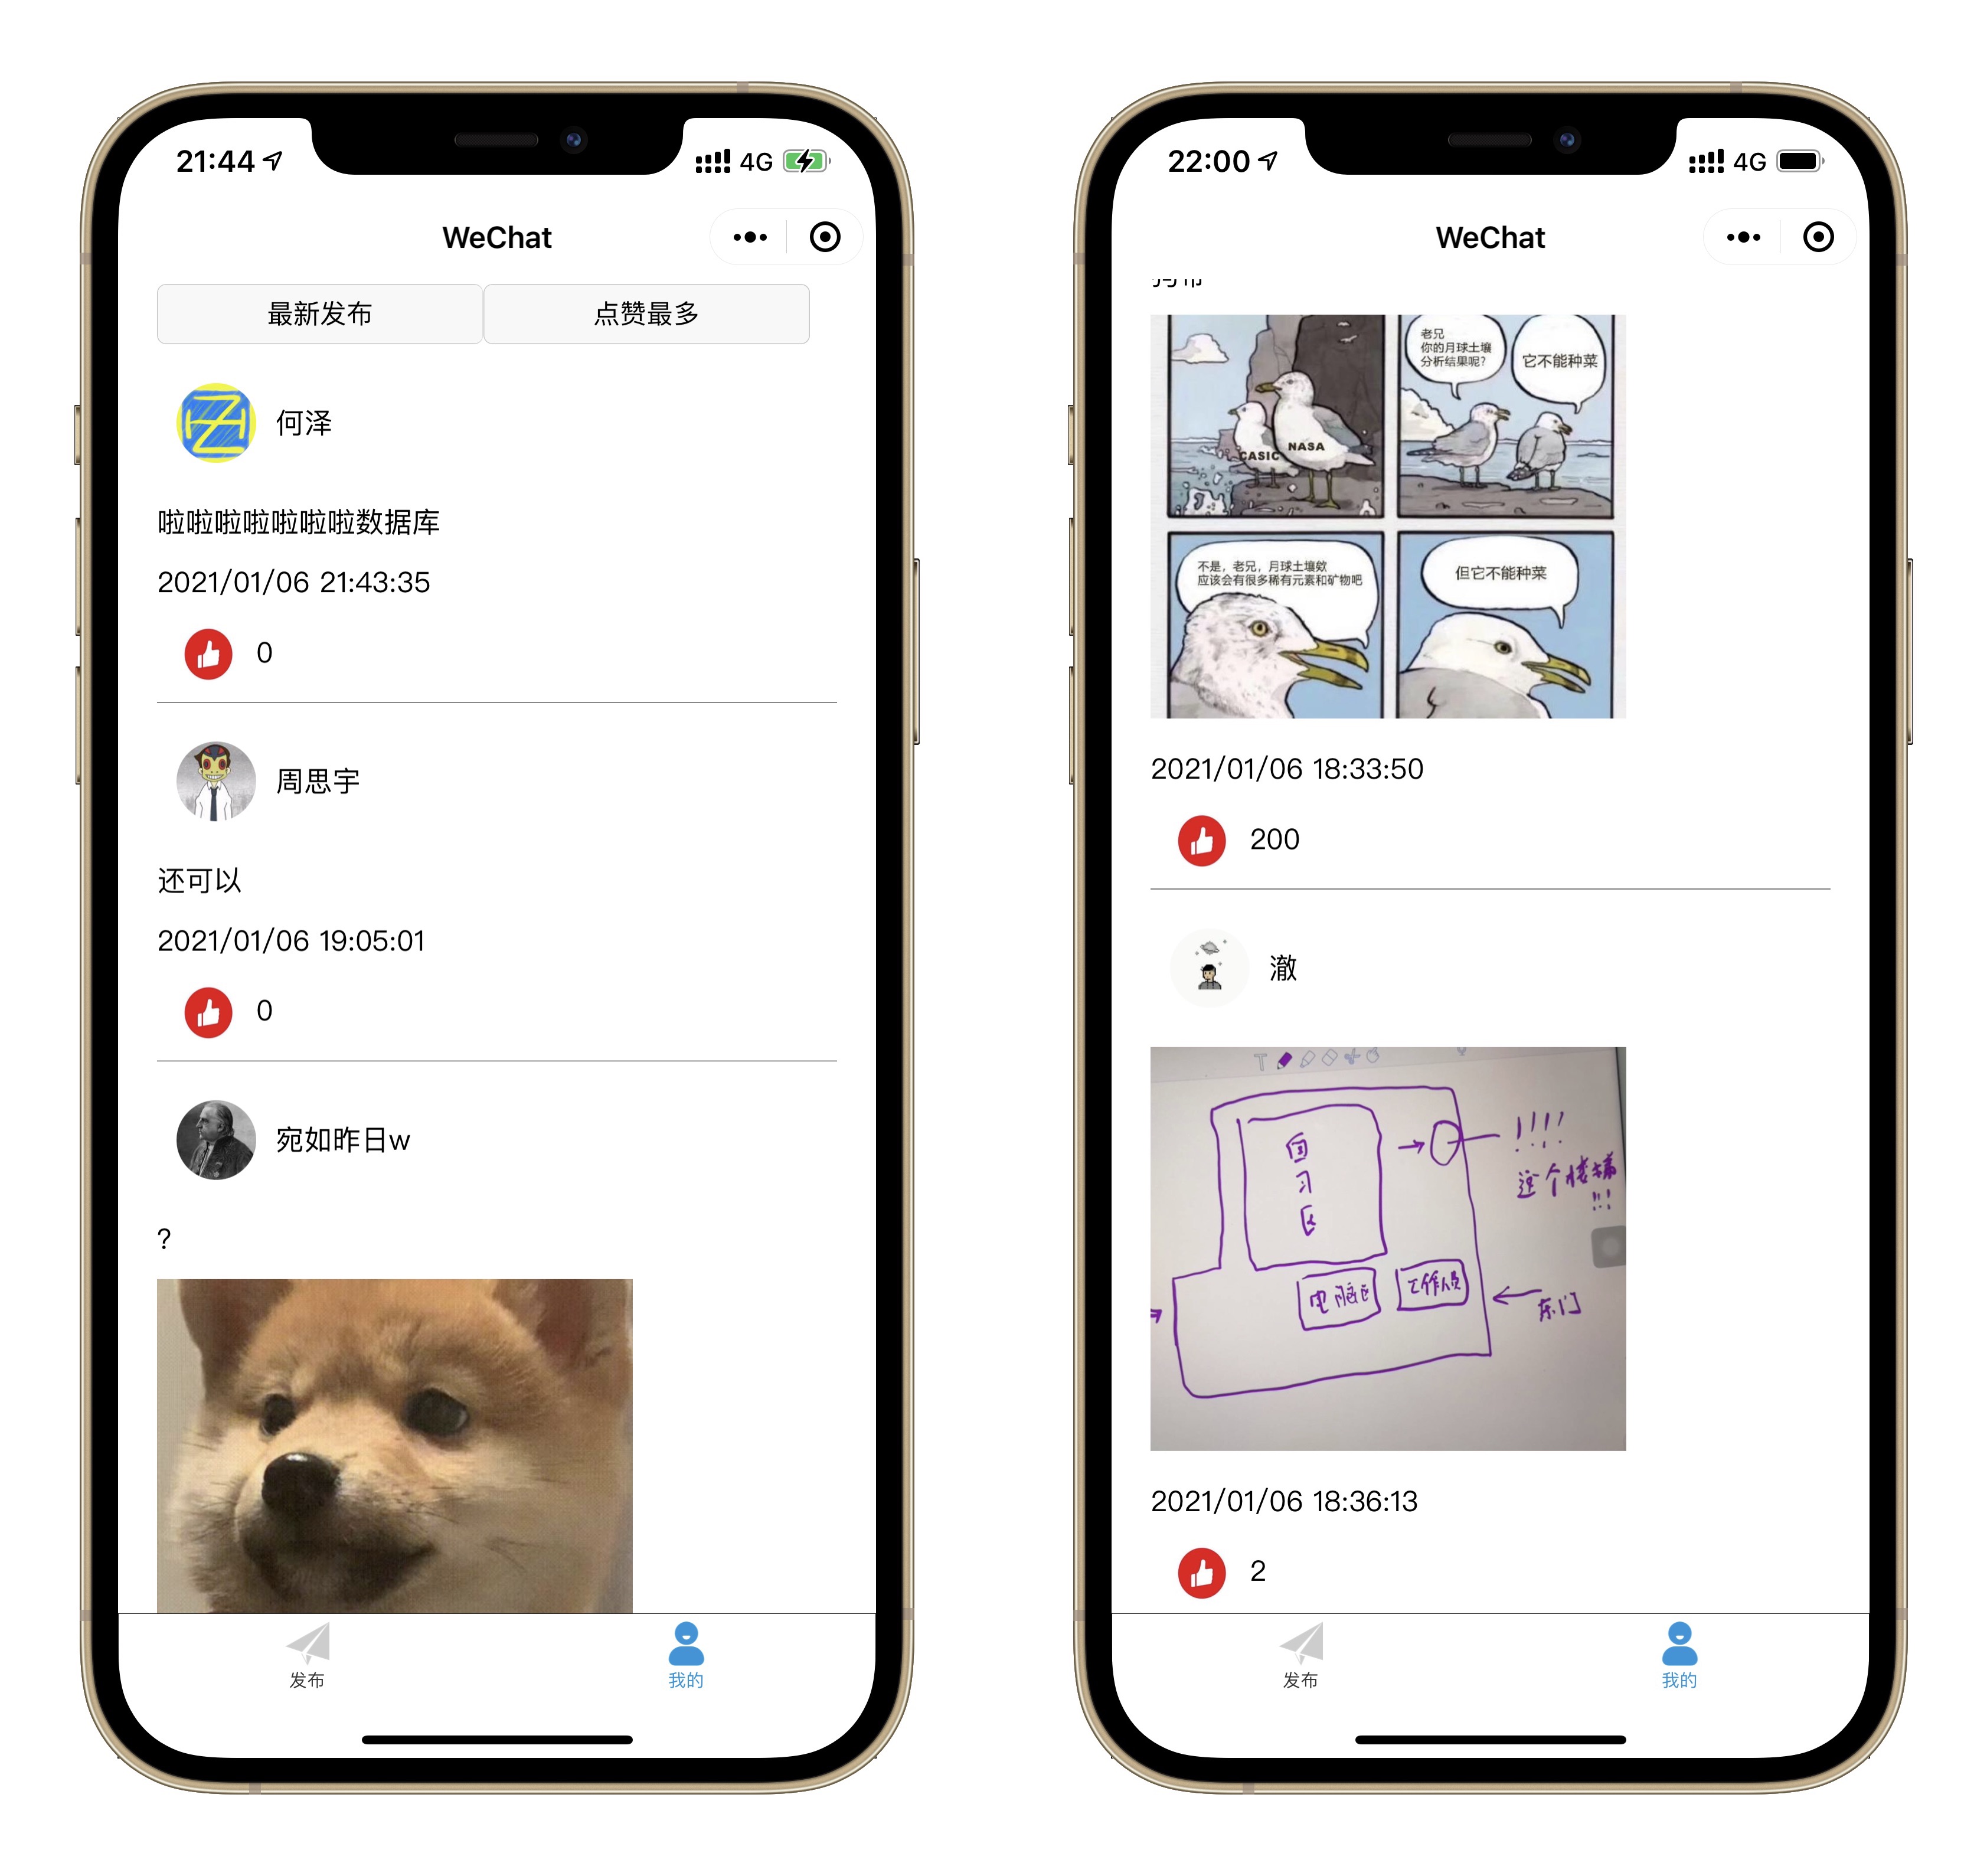 21:44
4G
WeChat
最新发布
点赞最多
何泽
啦啦啦啦啦啦啦数据库
2021/01/06 21:43:35
0
周思宇
还可以
2021/01/06 19:05:01
0
宛如昨日w
?
发布
我的
22:00
4G
WeChat
CASIC
NASA
老兄
你的月球土壤
分析结果呢?
它不能种菜
不是，老兄，月球土壤欸
应该会有很多稀有元素和矿物吧
但它不能种菜
2021/01/06 18:33:50
200
澈
T
自
习
区
!!!!
这个楼梯
!!!
电脑区
工作人员
东门
2021/01/06 18:36:13
2
发布
我的